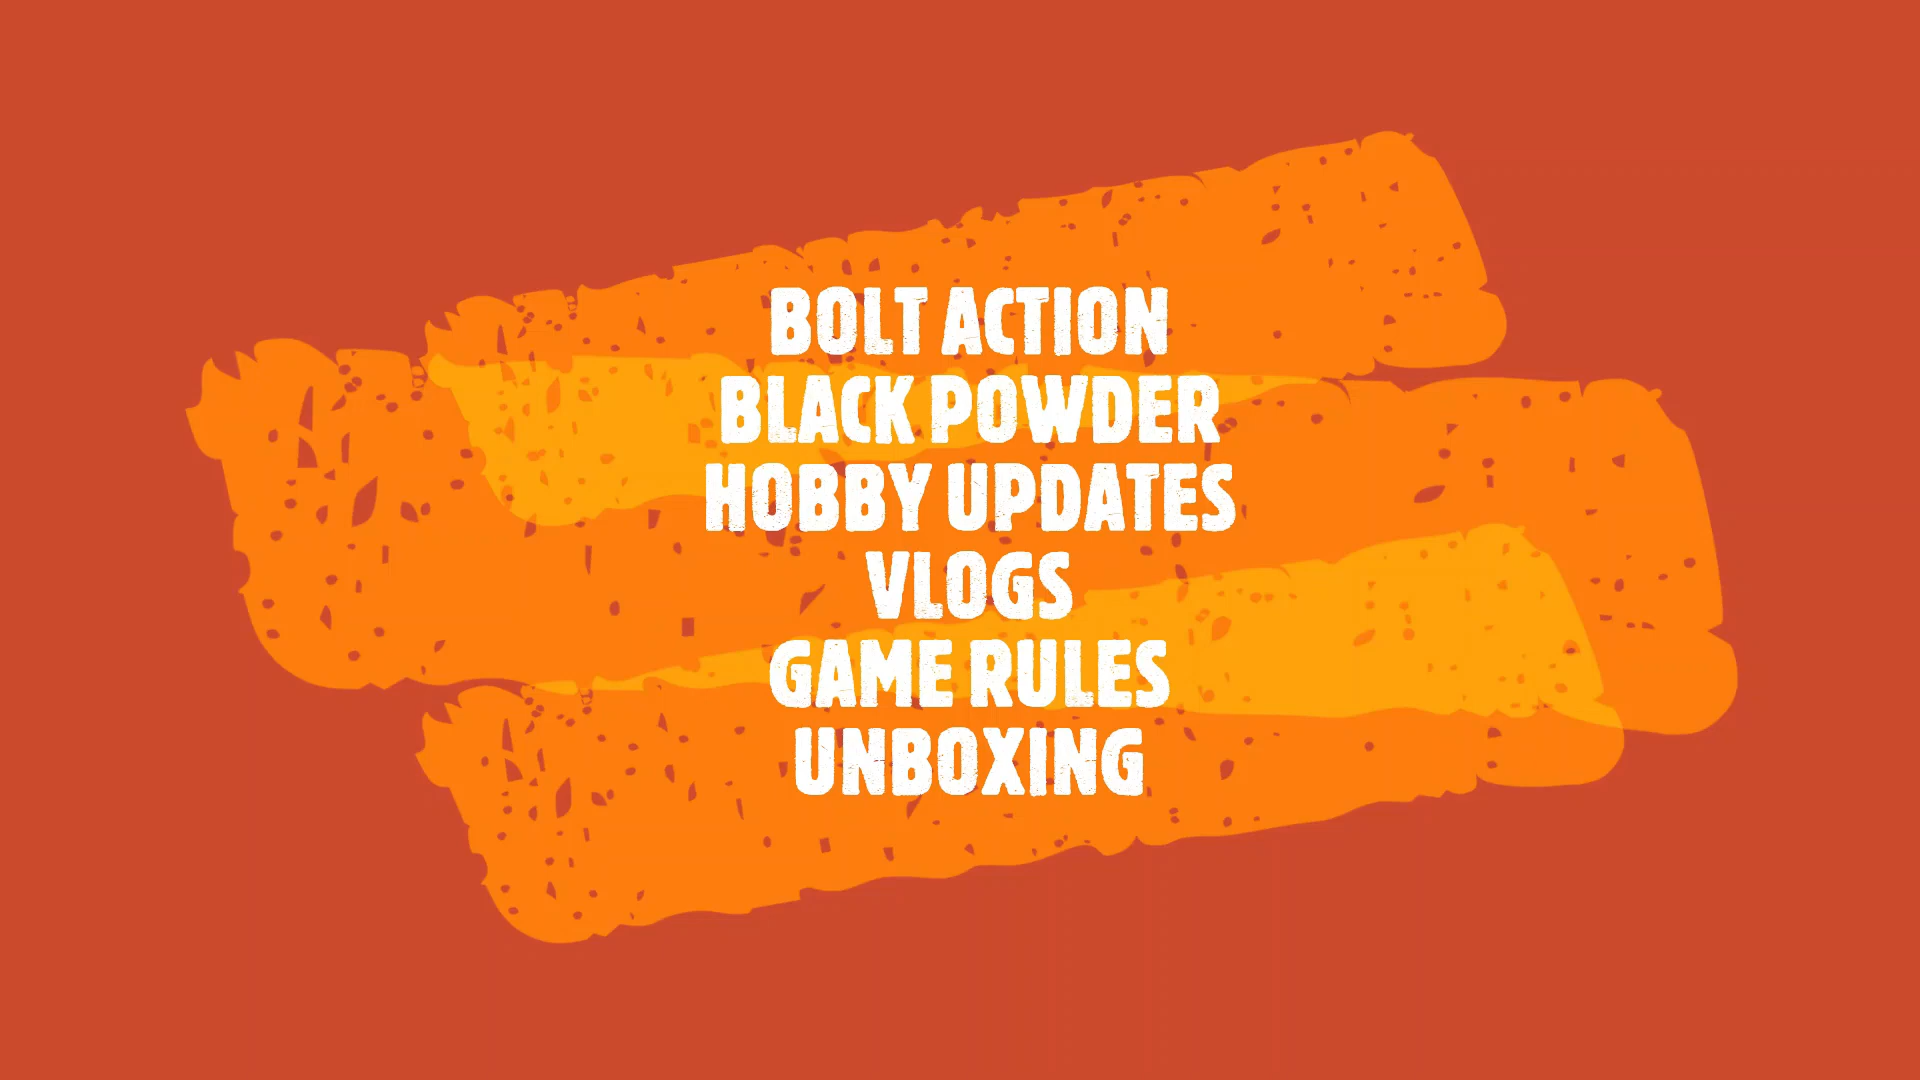 BOLT ACTION
BLACK POWDER
HOBBY UPDATES
VLOGS
GAME RULES
UNBOXING